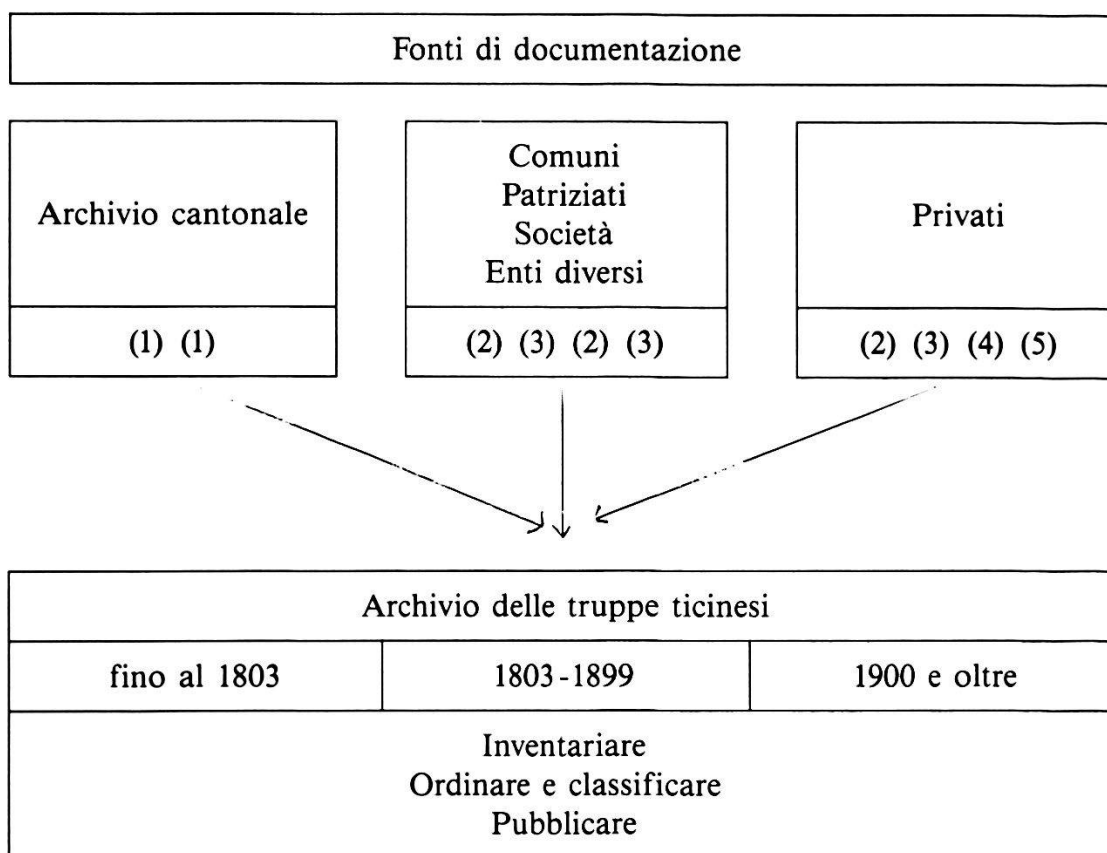 Fonti di documentazione
Archivio cantonale
(1) (1)
Comuni
Patriziati
Società
Enti diversi
(2) (3) (2) (3)
Privati
(2) (3) (4) (5)
Archivio delle truppe ticinesi
fino al 1803
1803-1899
1900 e oltre
Inventariare
Ordinare e classificare
Pubblicare